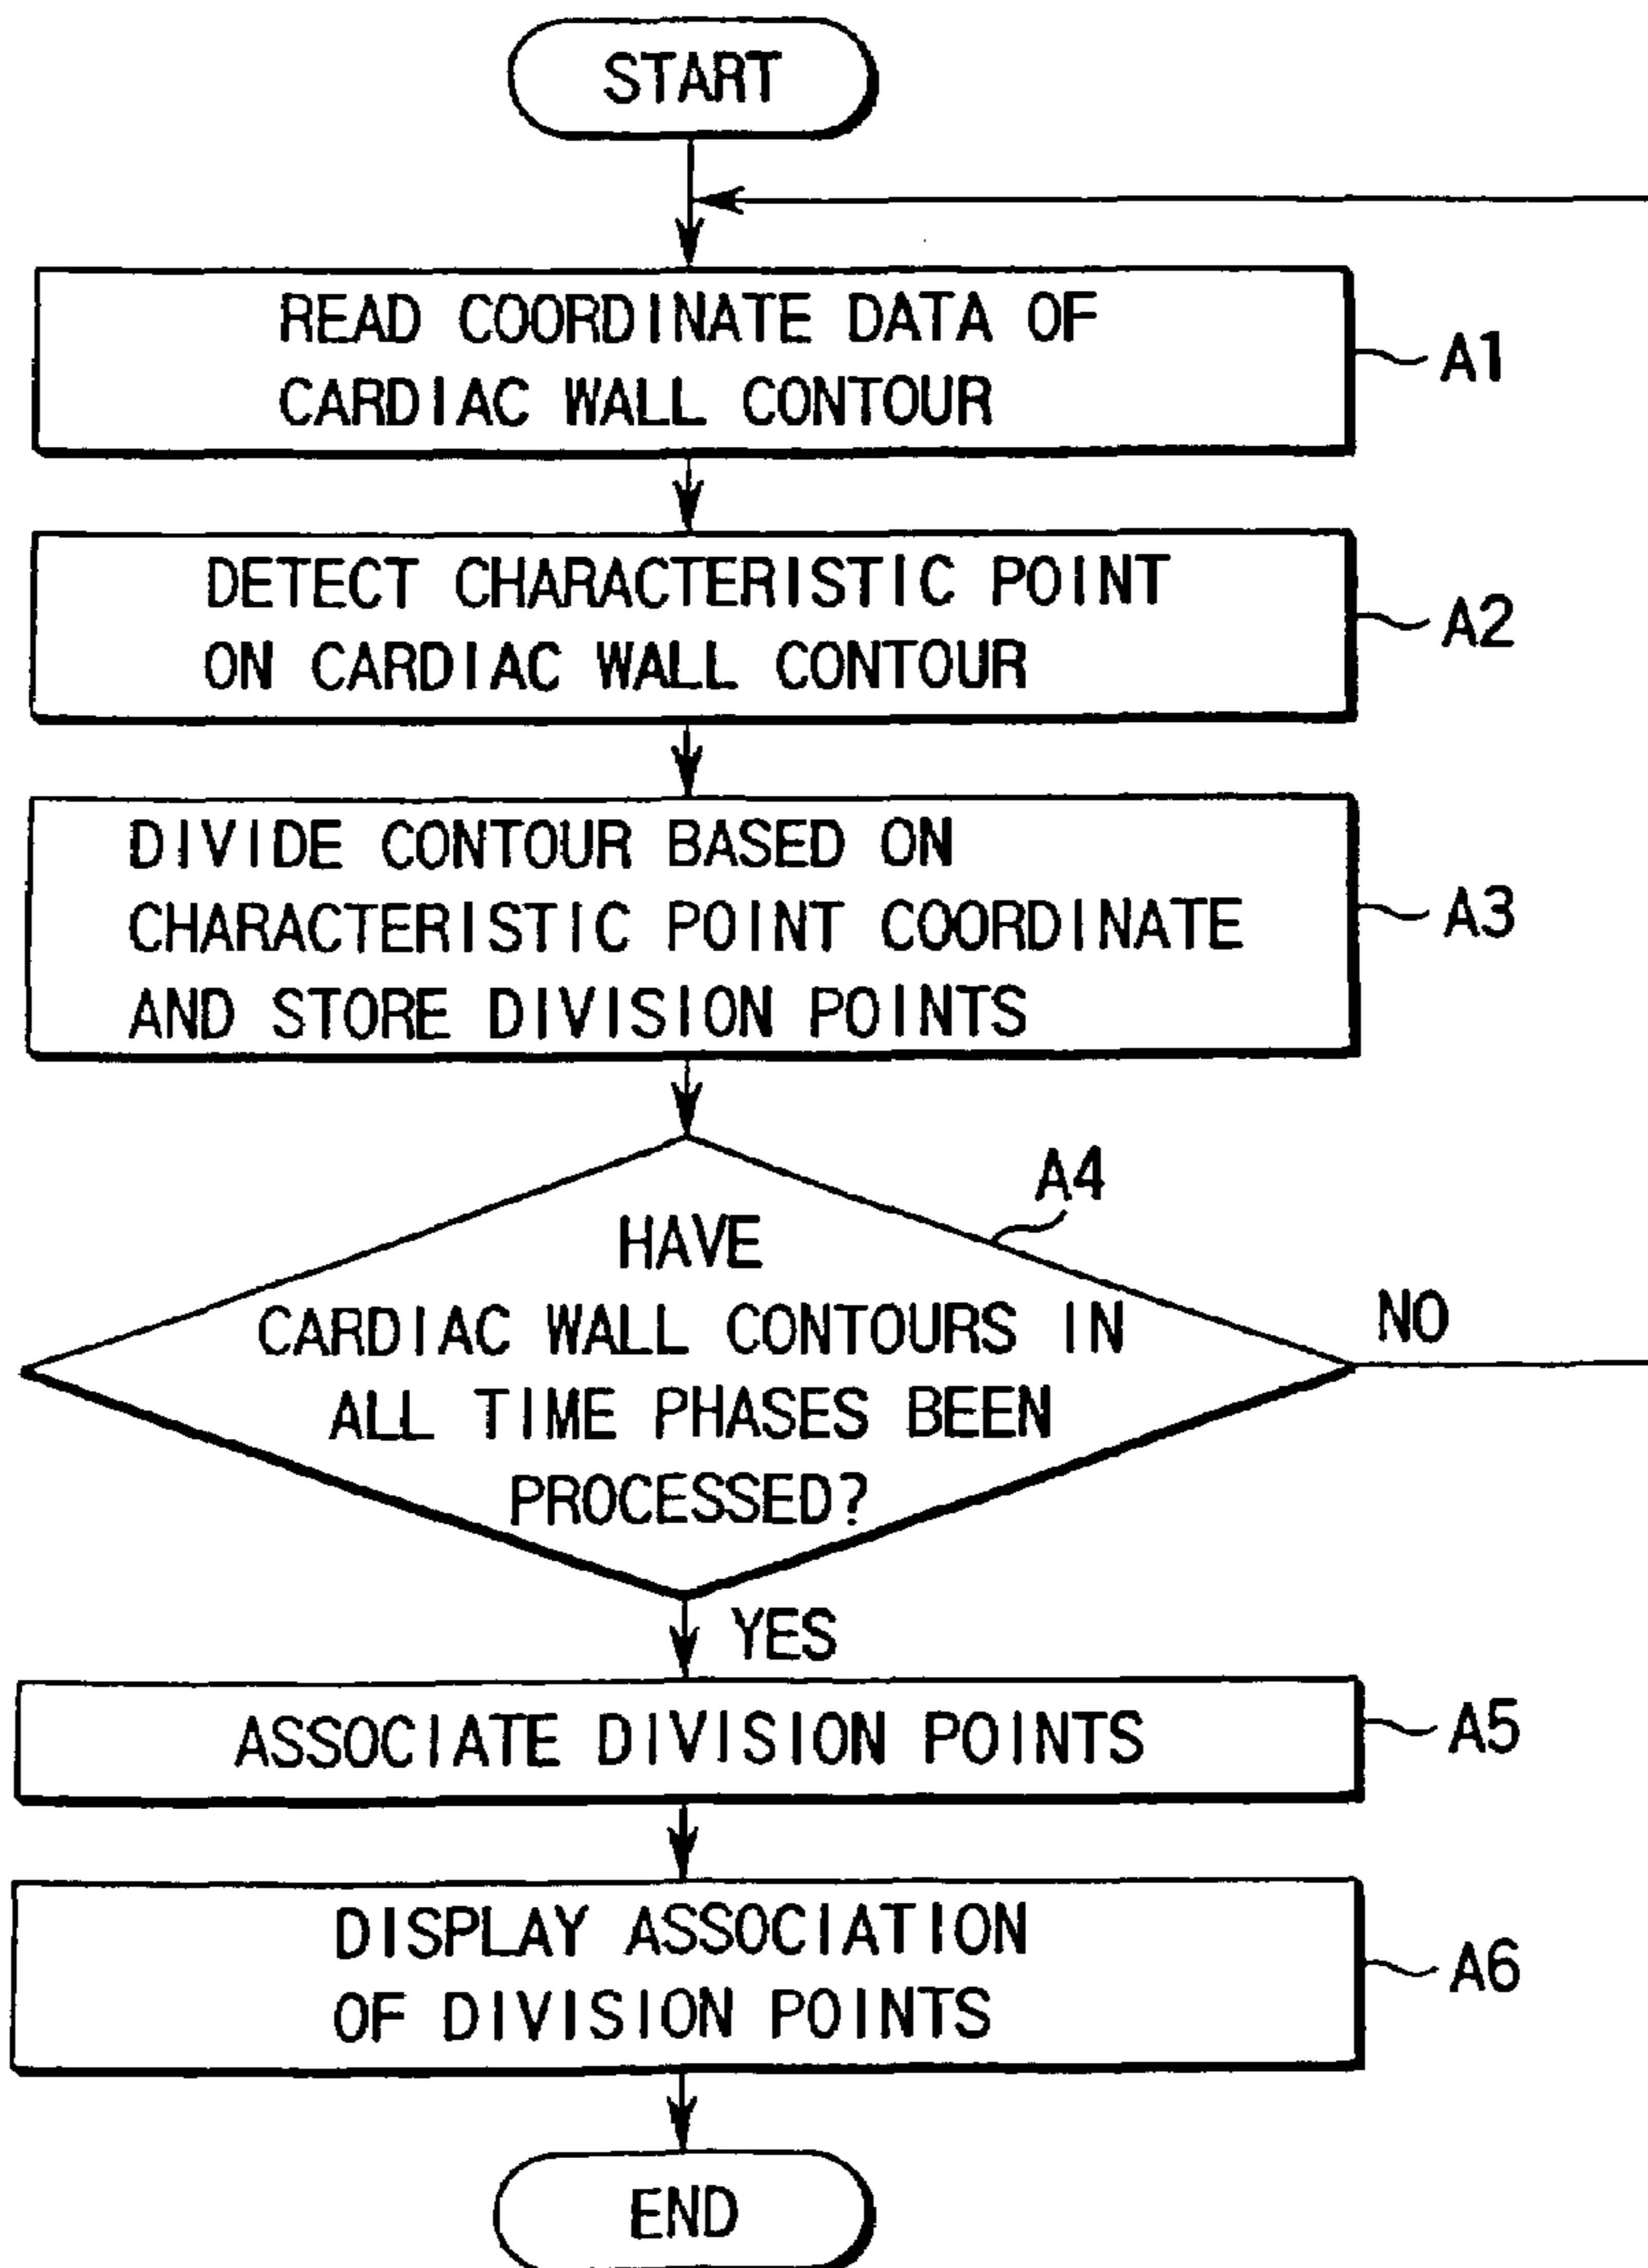 START
READ COORDINATE DATA OF
CARDIAC WALL CONTOUR
A1
DETECT CHARACTERISTIC POINT
ON CARDIAC WALL CONTOUR
A2
DIVIDE CONTOUR BASED ON
CHARACTERISTIC POINT COORDINATE
AND STORE DIVISION POINTS
A3
A4
HAVE
CARDIAC WALL CONTOURS IN
ALL TIME PHASES BEEN
PROCESSED?
NO
YES
ASSOCIATE DIVISION POINTS
A5
DISPLAY ASSOCIATION
OF DIVISION POINTS
A6
END